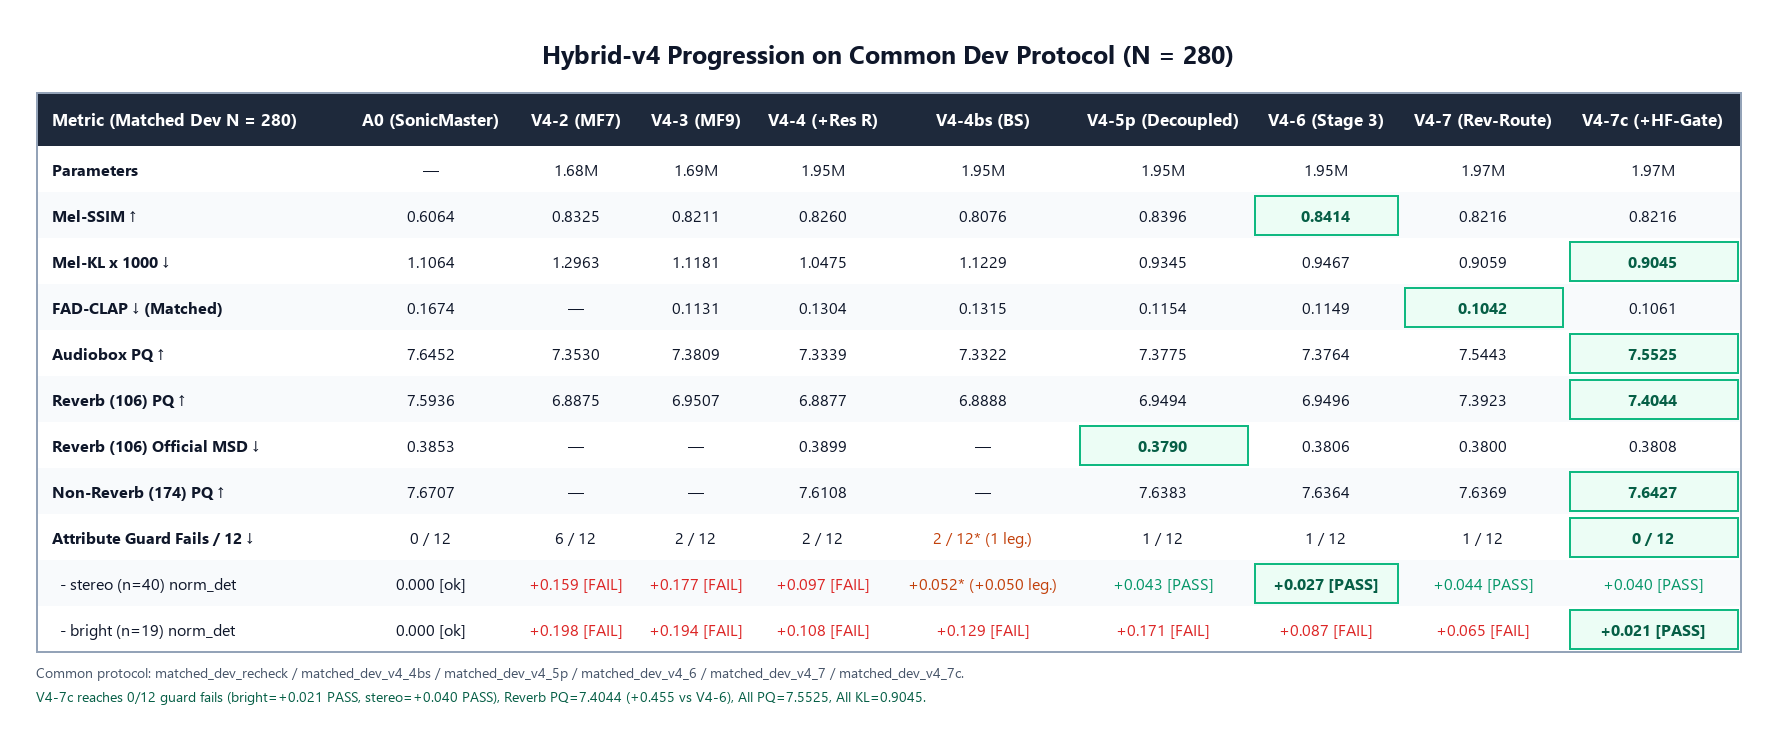 Hybrid-v4 Progression on Common Dev Protocol (N = 280)
Metric (Matched Dev N = 280) A0 (SonicMaster) V4-2 (MF7) V4-3 (MF9) V4-4 (+Res R) V4-4bs (BS) V4-5p (Decoupled) V4-6 (Stage 3) V4-7 (Rev-Route) V4-7c (+HF-Gate)
Parameters — 1.68M 1.69M 1.95M 1.95M 1.95M 1.95M 1.97M 1.97M
Mel-SSIM ↑ 0.6064 0.8325 0.8211 0.8260 0.8076 0.8396 0.8414 0.8216 0.8216
Mel-KL x 1000 ↓ 1.1064 1.2963 1.1181 1.0475 1.1229 0.9345 0.9467 0.9059 0.9045
FAD-CLAP ↓ (Matched) 0.1674 — 0.1131 0.1304 0.1315 0.1154 0.1149 0.1042 0.1061
Audiobox PQ ↑ 7.6452 7.3530 7.3809 7.3339 7.3322 7.3775 7.3764 7.5443 7.5525
Reverb (106) PQ ↑ 7.5936 6.8875 6.9507 6.8877 6.8888 6.9494 6.9496 7.3923 7.4044
Reverb (106) Official MSD ↓ 0.3853 — — 0.3899 — 0.3790 0.3806 0.3800 0.3808
Non-Reverb (174) PQ ↑ 7.6707 — — 7.6108 — 7.6383 7.6364 7.6369 7.6427
Attribute Guard Fails / 12 ↓ 0 / 12 6 / 12 2 / 12 2 / 12 2 / 12* (1 leg.) 1 / 12 1 / 12 1 / 12 0 / 12
- stereo (n=40) norm_det 0.000 [ok] +0.159 [FAIL] +0.177 [FAIL] +0.097 [FAIL] +0.052* (+0.050 leg.) +0.043 [PASS] +0.027 [PASS] +0.044 [PASS] +0.040 [PASS]
- bright (n=19) norm_det 0.000 [ok] +0.198 [FAIL] +0.194 [FAIL] +0.108 [FAIL] +0.129 [FAIL] +0.171 [FAIL] +0.087 [FAIL] +0.065 [FAIL] +0.021 [PASS]
Common protocol: matched_dev_recheck / matched_dev_v4_4bs / matched_dev_v4_5p / matched_dev_v4_6 / matched_dev_v4_7 / matched_dev_v4_7c.
V4-7c reaches 0/12 guard fails (bright=+0.021 PASS, stereo=+0.040 PASS), Reverb PQ=7.4044 (+0.455 vs V4-6), All PQ=7.5525, All KL=0.9045.